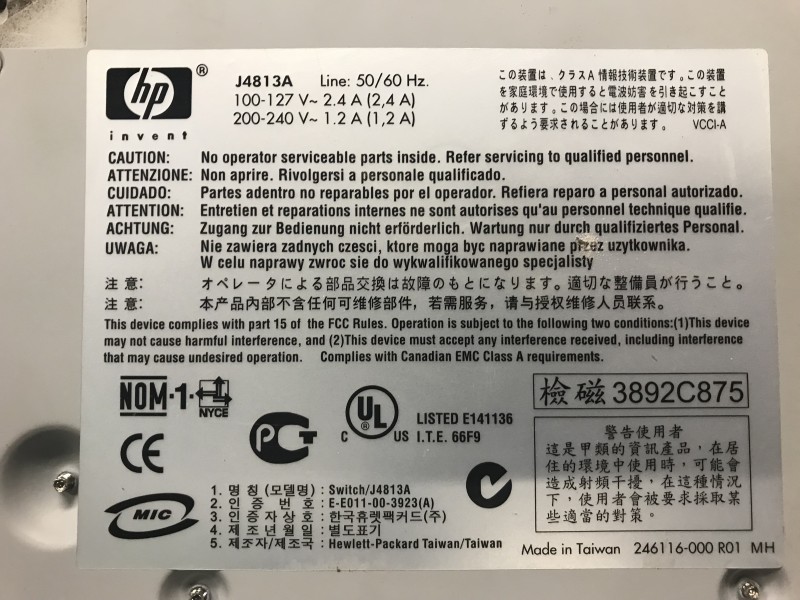 hp ®
invent
J4813A Line: 50/60 Hz.
100-127 V~ 2.4 A (2,4 A)
200-240 V~ 1.2 A (1,2 A)
この装置は、クラスA 情報技術装置です。この装置
を家庭環境で使用すると電波妨害を引き起こすこと
があります。この場合には使用者が適切な対策を講
ずるよう要求されることがあります。 VCCI-A
CAUTION: No operator serviceable parts inside. Refer servicing to qualified personnel.
ATTENZIONE: Non aprire. Rivolgersi a personale qualificato.
CUIDADO: Partes adentro no reparables por el operador. Refiera reparo a personal autorizado.
ATTENTION: Entretien et reparations internes ne sont autorises qu'au personnel technique qualifie.
ACHTUNG: Zugang zur Bedienung nicht erförderlich. Wartung nur durch qualifiziertes Personal.
UWAGA: Nie zawiera zadnych czesci, ktore moga byc naprawiane przez uzytkownika.
W celu naprawy zwroc sie do wykwalifikowanego specjalisty
注 意: オペレータによる部品交換は故障のもとになります。適切な整備員が行うこと。
注 意: 本产品内部不含任何可维修部件，若需服务，请与授权维修人员联系。
This device complies with part 15 of the FCC Rules. Operation is subject to the following two conditions:(1)This device
may not cause harmful interference, and (2)This device must accept any interference received, including interference
that may cause undesired operation. Complies with Canadian EMC Class A requirements.
NOM-1-NYCE
CE
PCT
C UL ® US
LISTED E141136
I.T.E. 66F9
檢磁 3892C875
警告使用者
這是甲類的資訊產品，在居
住的環境中使用時，可能會
造成射頻干擾，在這種情況
下，使用者會被要求採取某
些適當的對策。
MIC
1. 명 칭 (모델명) : Switch/J4813A
2. 인 증 번 호 : E-E011-00-3923(A)
3. 인 증 자 상 호 : 한국휴렛팩커드(주)
4. 제 조 년 월 일 : 별도표기
5. 제조자/제조국 : Hewlett-Packard Taiwan/Taiwan
Made in Taiwan 246116-000 R01 MH